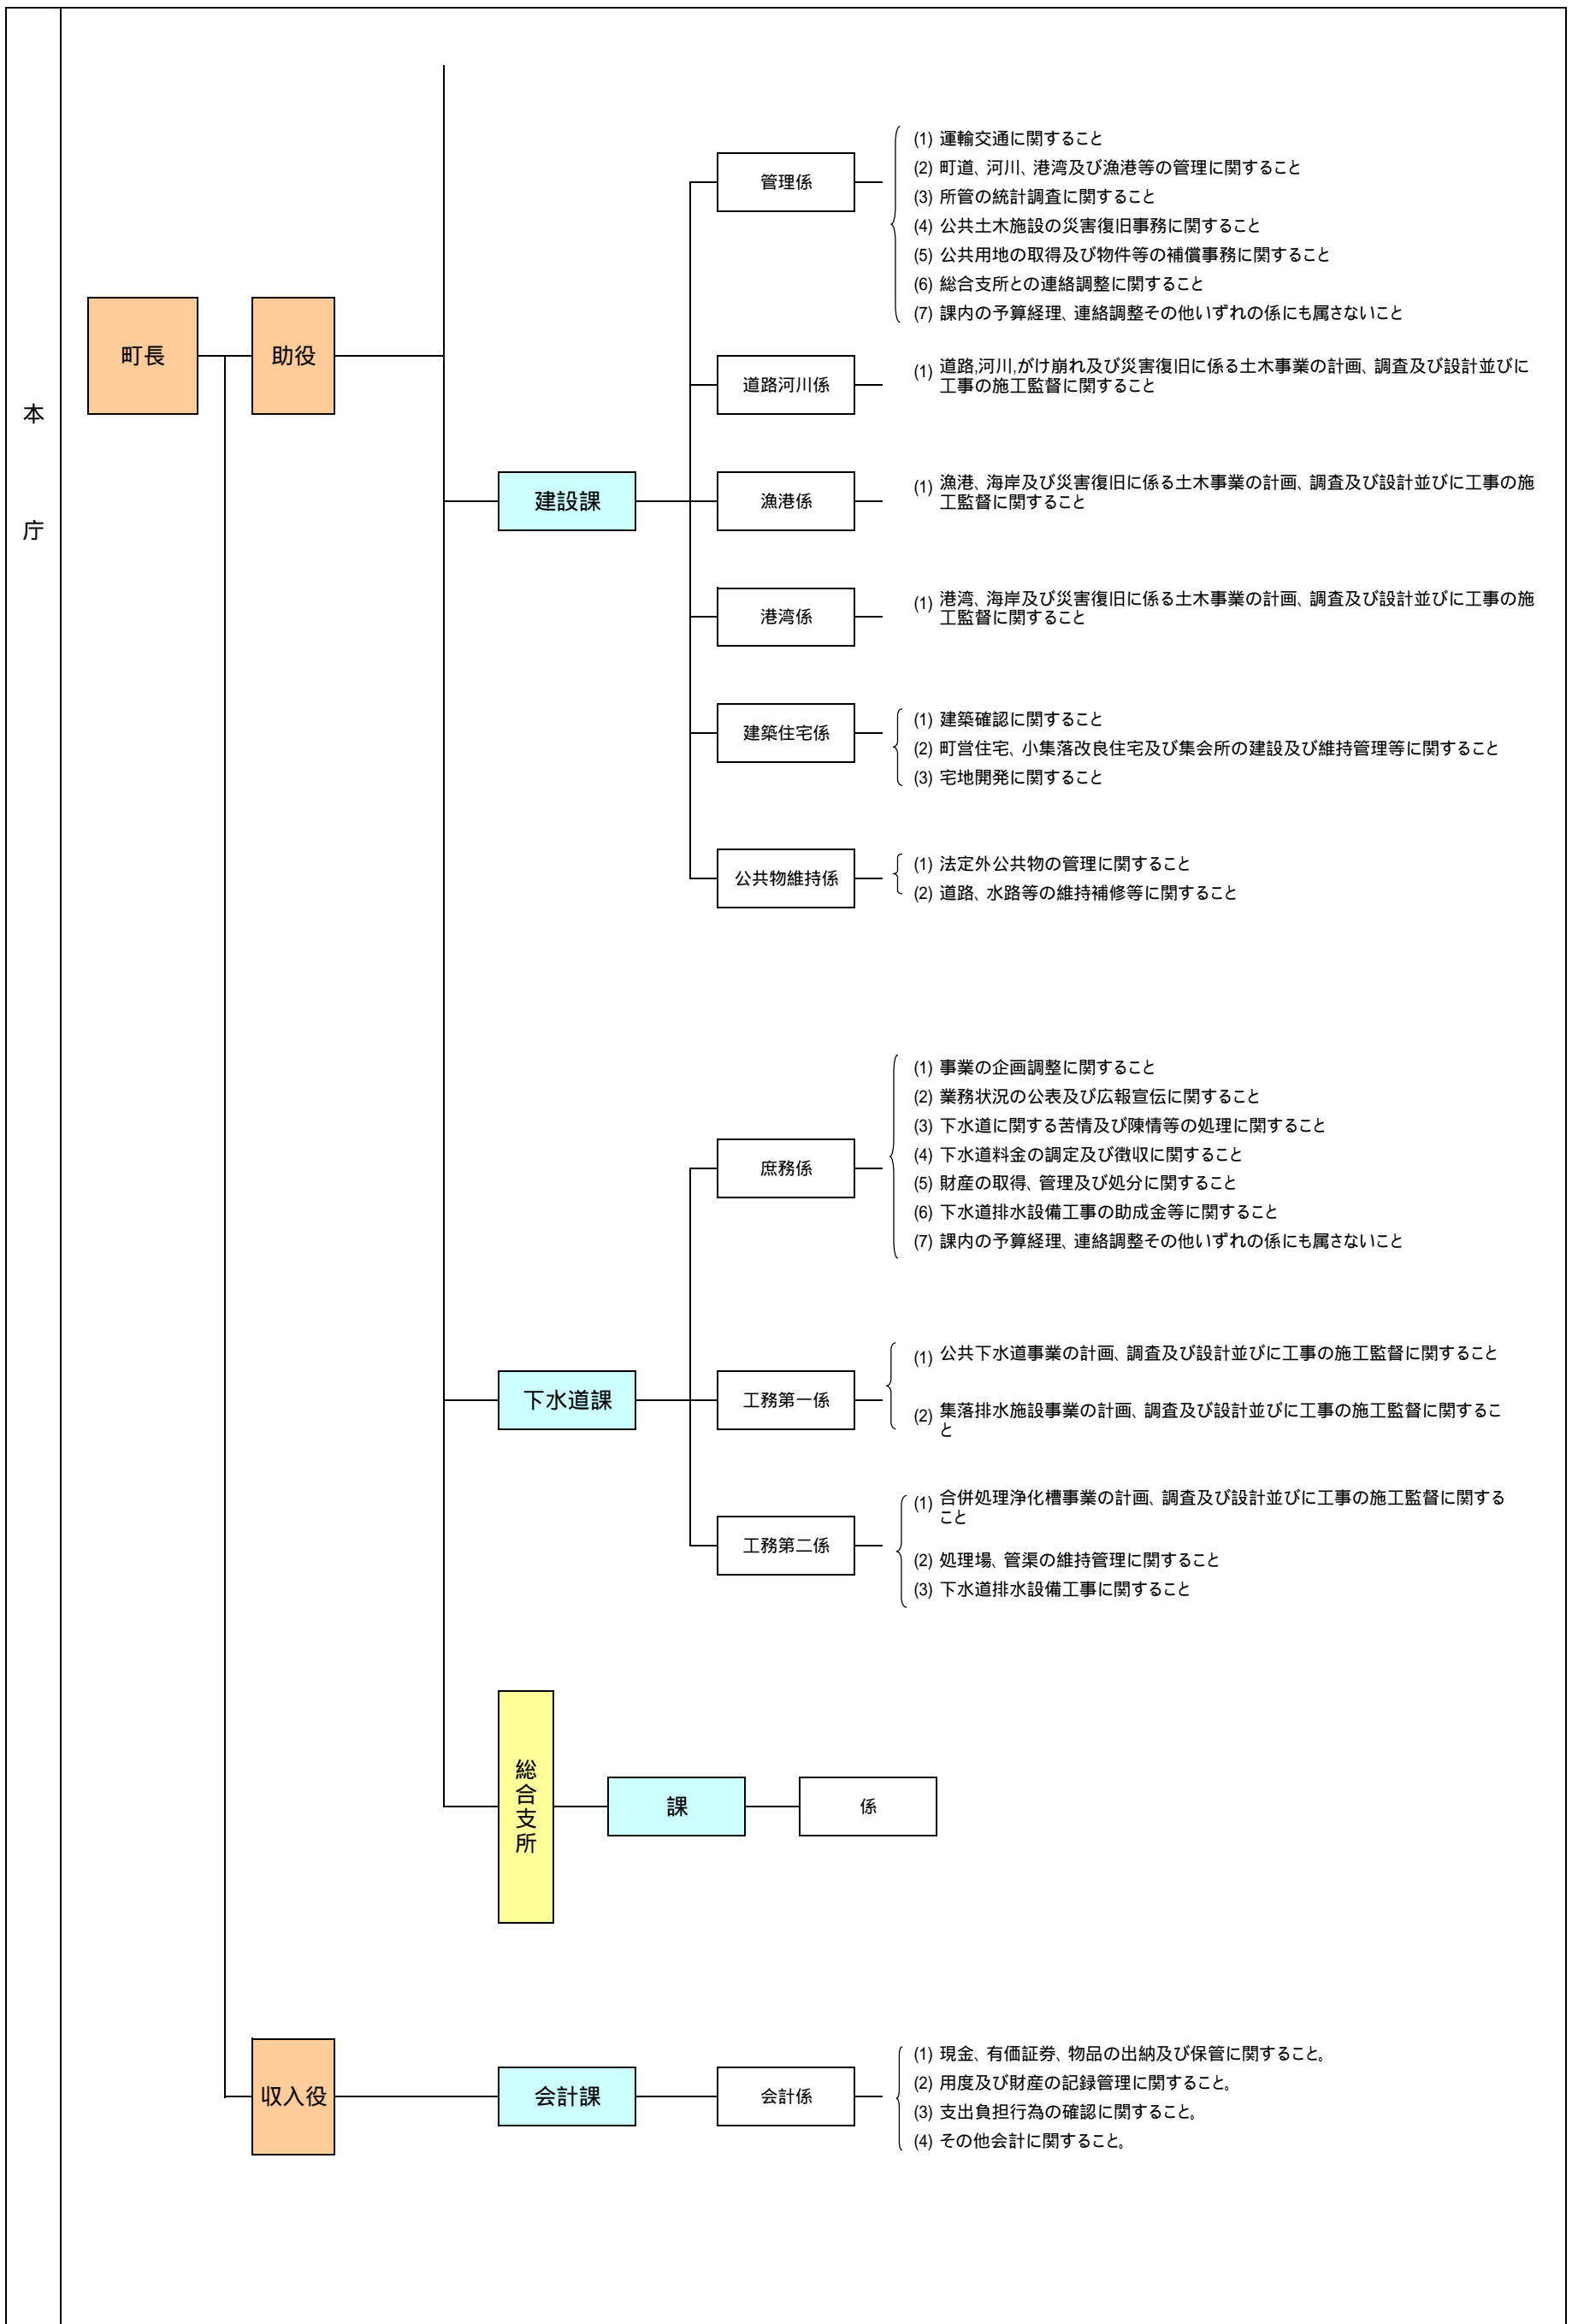 本
庁
町長
助役
建設課
管理係
(1) 運輸交通に関すること
(2) 町道、河川、港湾及び漁港等の管理に関すること
(3) 所管の統計調査に関すること
(4) 公共土木施設の災害復旧事務に関すること
(5) 公共用地の取得及び物件等の補償事務に関すること
(6) 総合支所との連絡調整に関すること
(7) 課内の予算経理、連絡調整その他いずれの係にも属さないこと
道路河川係
(1) 道路,河川,がけ崩れ及び災害復旧に係る土木事業の計画、調査及び設計並びに
工事の施工監督に関すること
漁港係
(1) 漁港、海岸及び災害復旧に係る土木事業の計画、調査及び設計並びに工事の施
工監督に関すること
港湾係
(1) 港湾、海岸及び災害復旧に係る土木事業の計画、調査及び設計並びに工事の施
工監督に関すること
建築住宅係
(1) 建築確認に関すること
(2) 町営住宅、小集落改良住宅及び集会所の建設及び維持管理等に関すること
(3) 宅地開発に関すること
公共物維持係
(1) 法定外公共物の管理に関すること
(2) 道路、水路等の維持補修等に関すること
下水道課
庶務係
(1) 事業の企画調整に関すること
(2) 業務状況の公表及び広報宣伝に関すること
(3) 下水道に関する苦情及び陳情等の処理に関すること
(4) 下水道料金の調定及び徴収に関すること
(5) 財産の取得、管理及び処分に関すること
(6) 下水道排水設備工事の助成金等に関すること
(7) 課内の予算経理、連絡調整その他いずれの係にも属さないこと
工務第一係
(1) 公共下水道事業の計画、調査及び設計並びに工事の施工監督に関すること
(2) 集落排水施設事業の計画、調査及び設計並びに工事の施工監督に関するこ
と
工務第二係
(1) 合併処理浄化槽事業の計画、調査及び設計並びに工事の施工監督に関する
こと
(2) 処理場、管渠の維持管理に関すること
(3) 下水道排水設備工事に関すること
総合支所
課
係
収入役
会計課
会計係
(1) 現金、有価証券、物品の出納及び保管に関すること。
(2) 用度及び財産の記録管理に関すること。
(3) 支出負担行為の確認に関すること。
(4) その他会計に関すること。